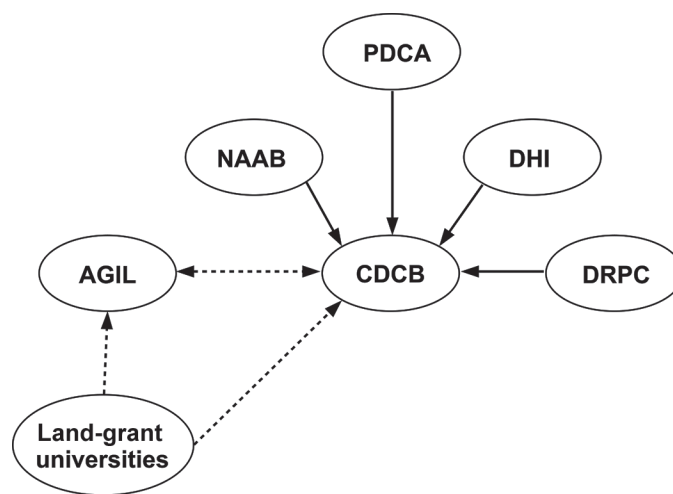 PDCA
NAAB
DHI
AGIL
CDCB
DRPC
Land-grant
universities